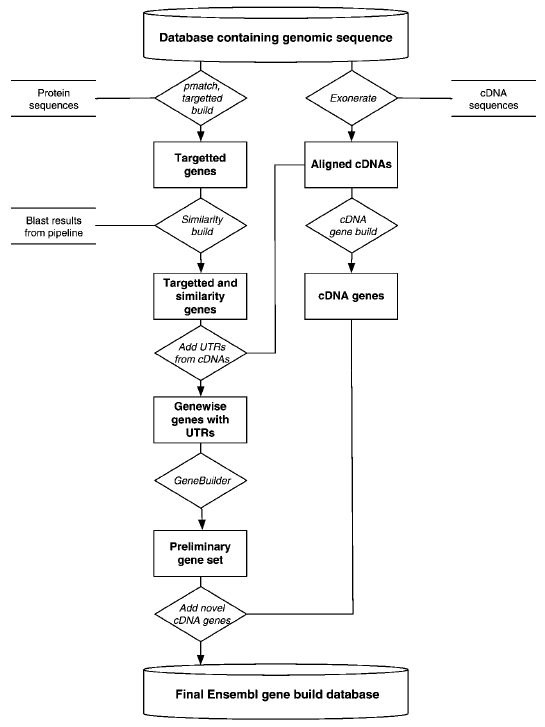 Database containing genomic sequence
Protein
sequences
pmatch,
targetted
build
Exonerate
cDNA
sequences
Targetted
genes
Aligned cDNAs
Blast results
from pipeline
Similarity
build
cDNA
gene build
Targetted and
similarity
genes
cDNA genes
Add UTRs
from cDNAs
Genewise
genes with
UTRs
GeneBuilder
Preliminary
gene set
Add novel
cDNA genes
Final Ensembl gene build database